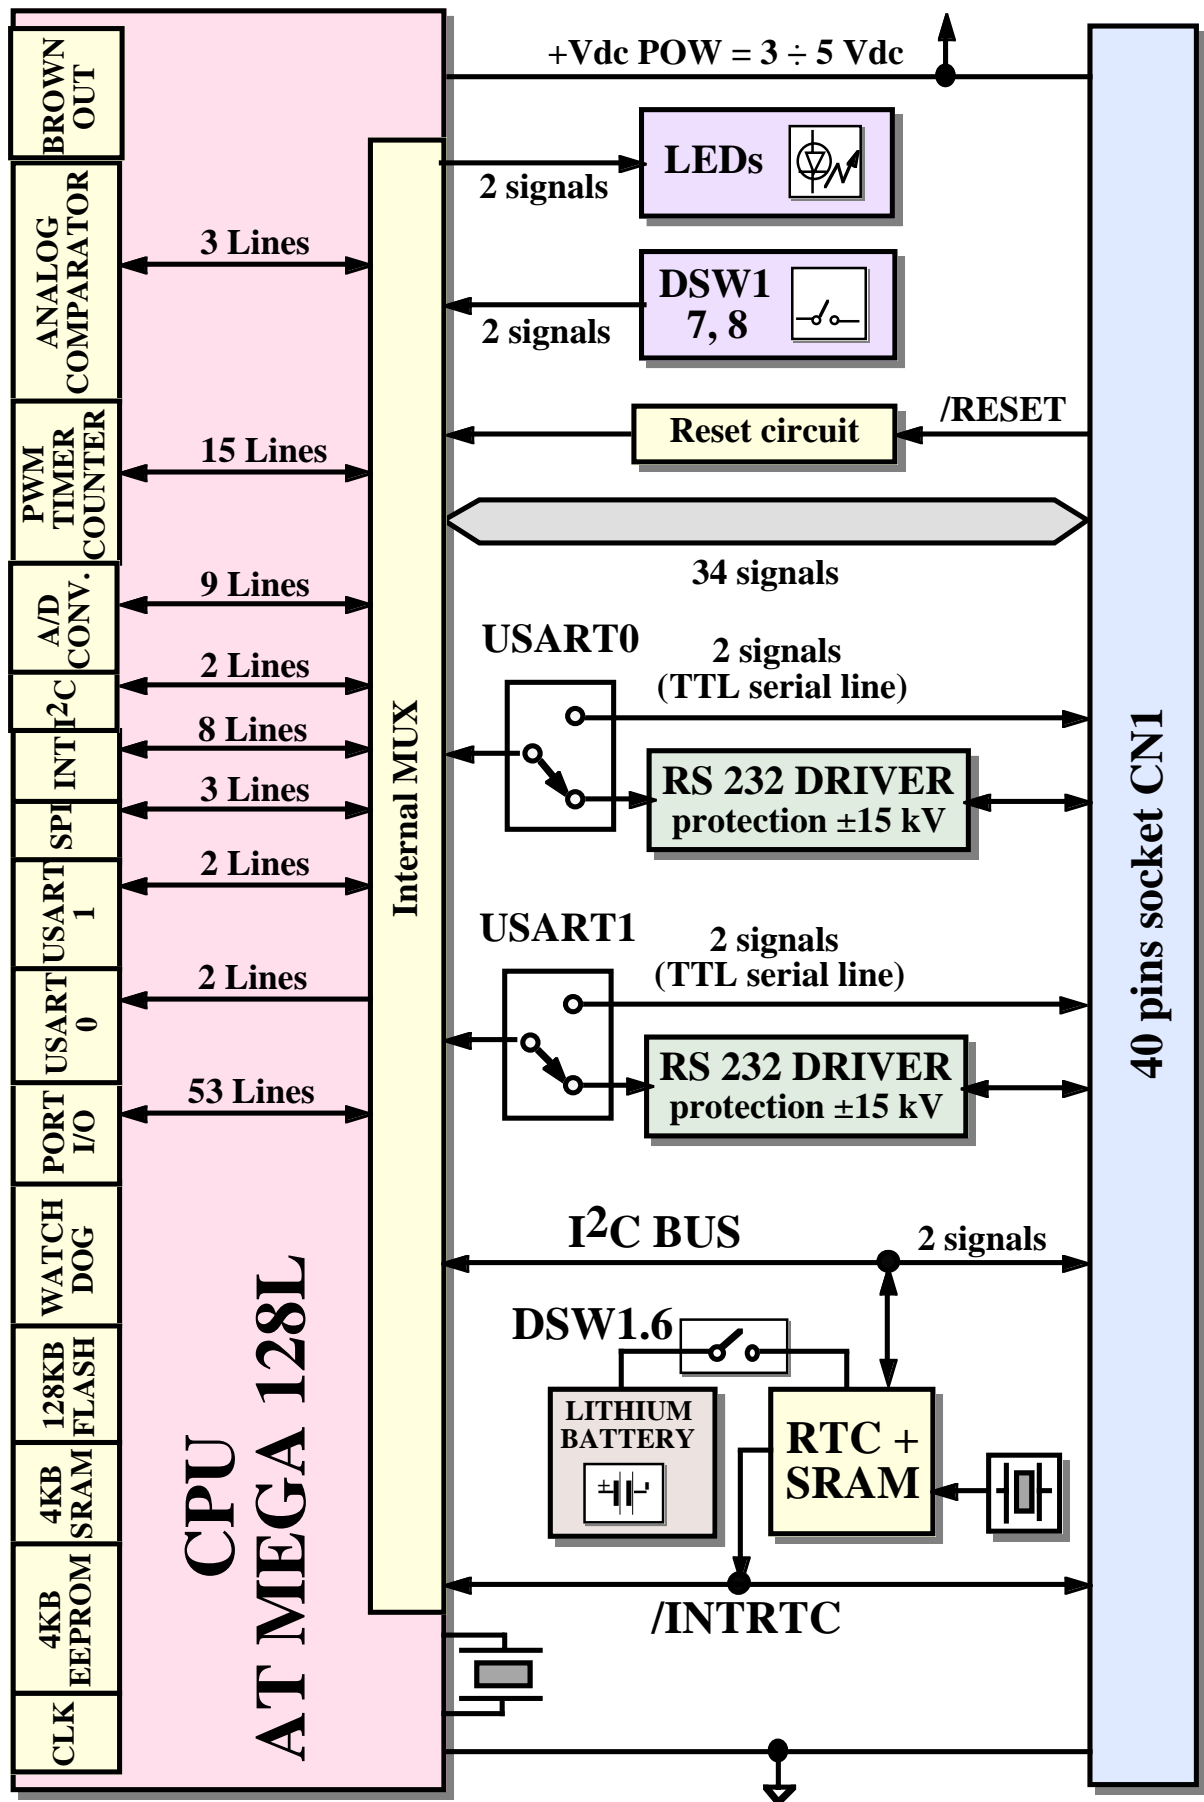 BROWN
OUT
ANALOG
COMPARATOR
PWM
TIMER
COUNTER
A/D
CONV.
I²C
INT
SPI
USART
1
USART
0
PORT
I/O
WATCH
DOG
128KB
FLASH
4KB
SRAM
4KB
EEPROM
CLK
3 Lines
15 Lines
9 Lines
2 Lines
8 Lines
3 Lines
2 Lines
2 Lines
53 Lines
CPU
AT MEGA 128L
Internal MUX
+Vdc POW = 3 ÷ 5 Vdc
LEDs
2 signals
DSW1
7, 8
2 signals
Reset circuit
/RESET
34 signals
USART0
2 signals
(TTL serial line)
RS 232 DRIVER
protection ±15 kV
USART1
2 signals
(TTL serial line)
RS 232 DRIVER
protection ±15 kV
I²C BUS
2 signals
DSW1.6
LITHIUM
BATTERY
RTC +
SRAM
/INTRTC
40 pins socket CN1